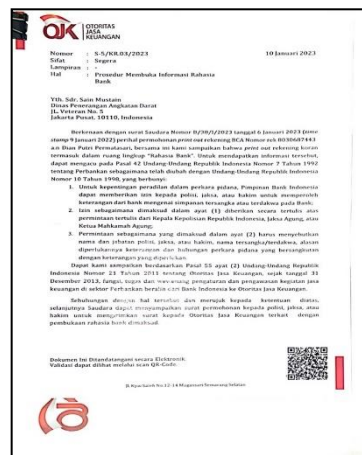 OJK OTORITAS
JASA
KEUANGAN
Nomor : S-5/KR.03/2023 10 Januari 2023
Sifat : Segera
Lampiran : -
Hal : Prosedur Membuka Informasi Rahasia
Bank
Yth. Sdr. Sain Mustain
Dinas Penerangan Angkatan Darat
JL. Veteran No. 5
Jakarta Pusat, 10110, Indonesia
Berkenaan dengan surat Saudara Nomor tanggal 6 Januari 2023 (time
stamp 9 Januari 2022) perihal permohonan print out rekening BCA Nomor rek
a.n Dian Putri Permatasari, bersama ini kami sampaikan bahwa print out rekening koran
termasuk dalam ruang lingkup "Rahasia Bank". Untuk mendapatkan informasi tersebut,
dapat mengacu pada Pasal 42 Undang-Undang Republik Indonesia Nomor 7 Tahun 1992
tentang Perbankan sebagaimana telah diubah dengan Undang-Undang Republik Indonesia
Nomor 10 Tahun 1998, yang berbunyi:
1. Untuk kepentingan peradilan dalam perkara pidana, Pimpinan Bank Indonesia
dapat memberikan izin kepada polisi, jaksa, atau hakim untuk memperoleh
keterangan dari bank mengenai simpanan tersangka atau terdakwa pada Bank;
2. Izin sebagaimana dimaksud dalam ayat (1) diberikan secara tertulis atas
permintaan tertulis dari Kepala Kepolisian Republik Indonesia, Jaksa Agung, atau
Ketua Mahkamah Agung;
3. Permintaan sebagaimana yang dimaksud dalam ayat (2) harus menyebutkan
nama dan jabatan polisi, jaksa, atau hakim, nama tersangka/terdakwa, alasan
diperlukannya keterangan dan hubungan perkara pidana yang bersangkutan
dengan keterangan yang diperlukan.
Dapat kami sampaikan berdasarkan Pasal 55 ayat (2) Undang-Undang Republik
Indonesia Nomor 21 Tahun 2011 tentang Otoritas Jasa Keuangan, sejak tanggal 31
Desember 2013, fungsi, tugas dan wewenang pengaturan dan pengawasan kegiatan jasa
keuangan di sektor Perbankan beralih dari Bank Indonesia ke Otoritas Jasa Keuangan.
Sehubungan dengan hal tersebut dan merujuk kepada ketentuan diatas,
selanjutnya Saudara dapat menyampaikan surat permohonan kepada polisi, jaksa, atau
hakim untuk mengirimkan surat kepada Otoritas Jasa Keuangan terkait dengan
pembukaan rahasia bank dimaksud.
Dokumen Ini Ditandatangani secara Elektronik.
Validasi dapat dilihat melalui scan QR-Code.
Jl. Kyai Saleh No.12-14 Mugassari Semarang Selatan